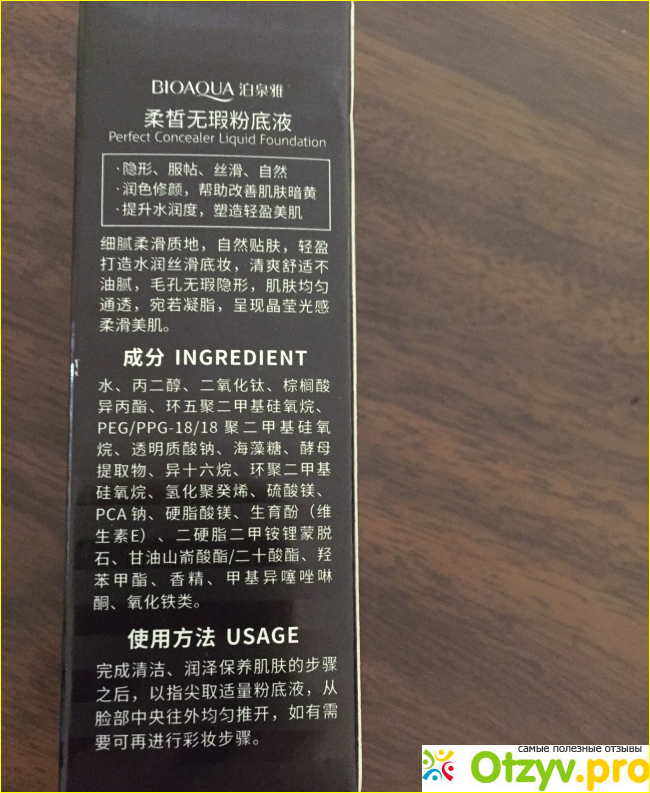 BIOAQUA 泊泉雅
柔皙无瑕粉底液
Perfect Concealer Liquid Foundation
·隐形、服帖、丝滑、自然
·润色修颜，帮助改善肌肤暗黄
·提升水润度，塑造轻盈美肌
细腻柔滑质地，自然贴肤，轻盈
打造水润丝滑底妆，清爽舒适不
油腻，毛孔无瑕隐形，肌肤均匀
通透，宛若凝脂，呈现晶莹光感
柔滑美肌。
成分 INGREDIENT
水、丙二醇、二氧化钛、棕榈酸
异丙酯、环五聚二甲基硅氧烷、
PEG/PPG-18/18 聚二甲基硅氧
烷、透明质酸钠、海藻糖、酵母
提取物、异十六烷、环聚二甲基
硅氧烷、氢化聚癸烯、硫酸镁、
PCA 钠、硬脂酸镁、生育酚（维
生素E）、二硬脂二甲铵锂蒙脱
石、甘油山嵛酸酯/二十酸酯、羟
苯甲酯、香精、甲基异噻唑啉
酮、氧化铁类。
使用方法 USAGE
完成清洁、润泽保养肌肤的步骤
之后，以指尖取适量粉底液，从
脸部中央往外均匀推开，如有需
要可再进行彩妆步骤。
самые полезные отзывы
Otzyv.pro